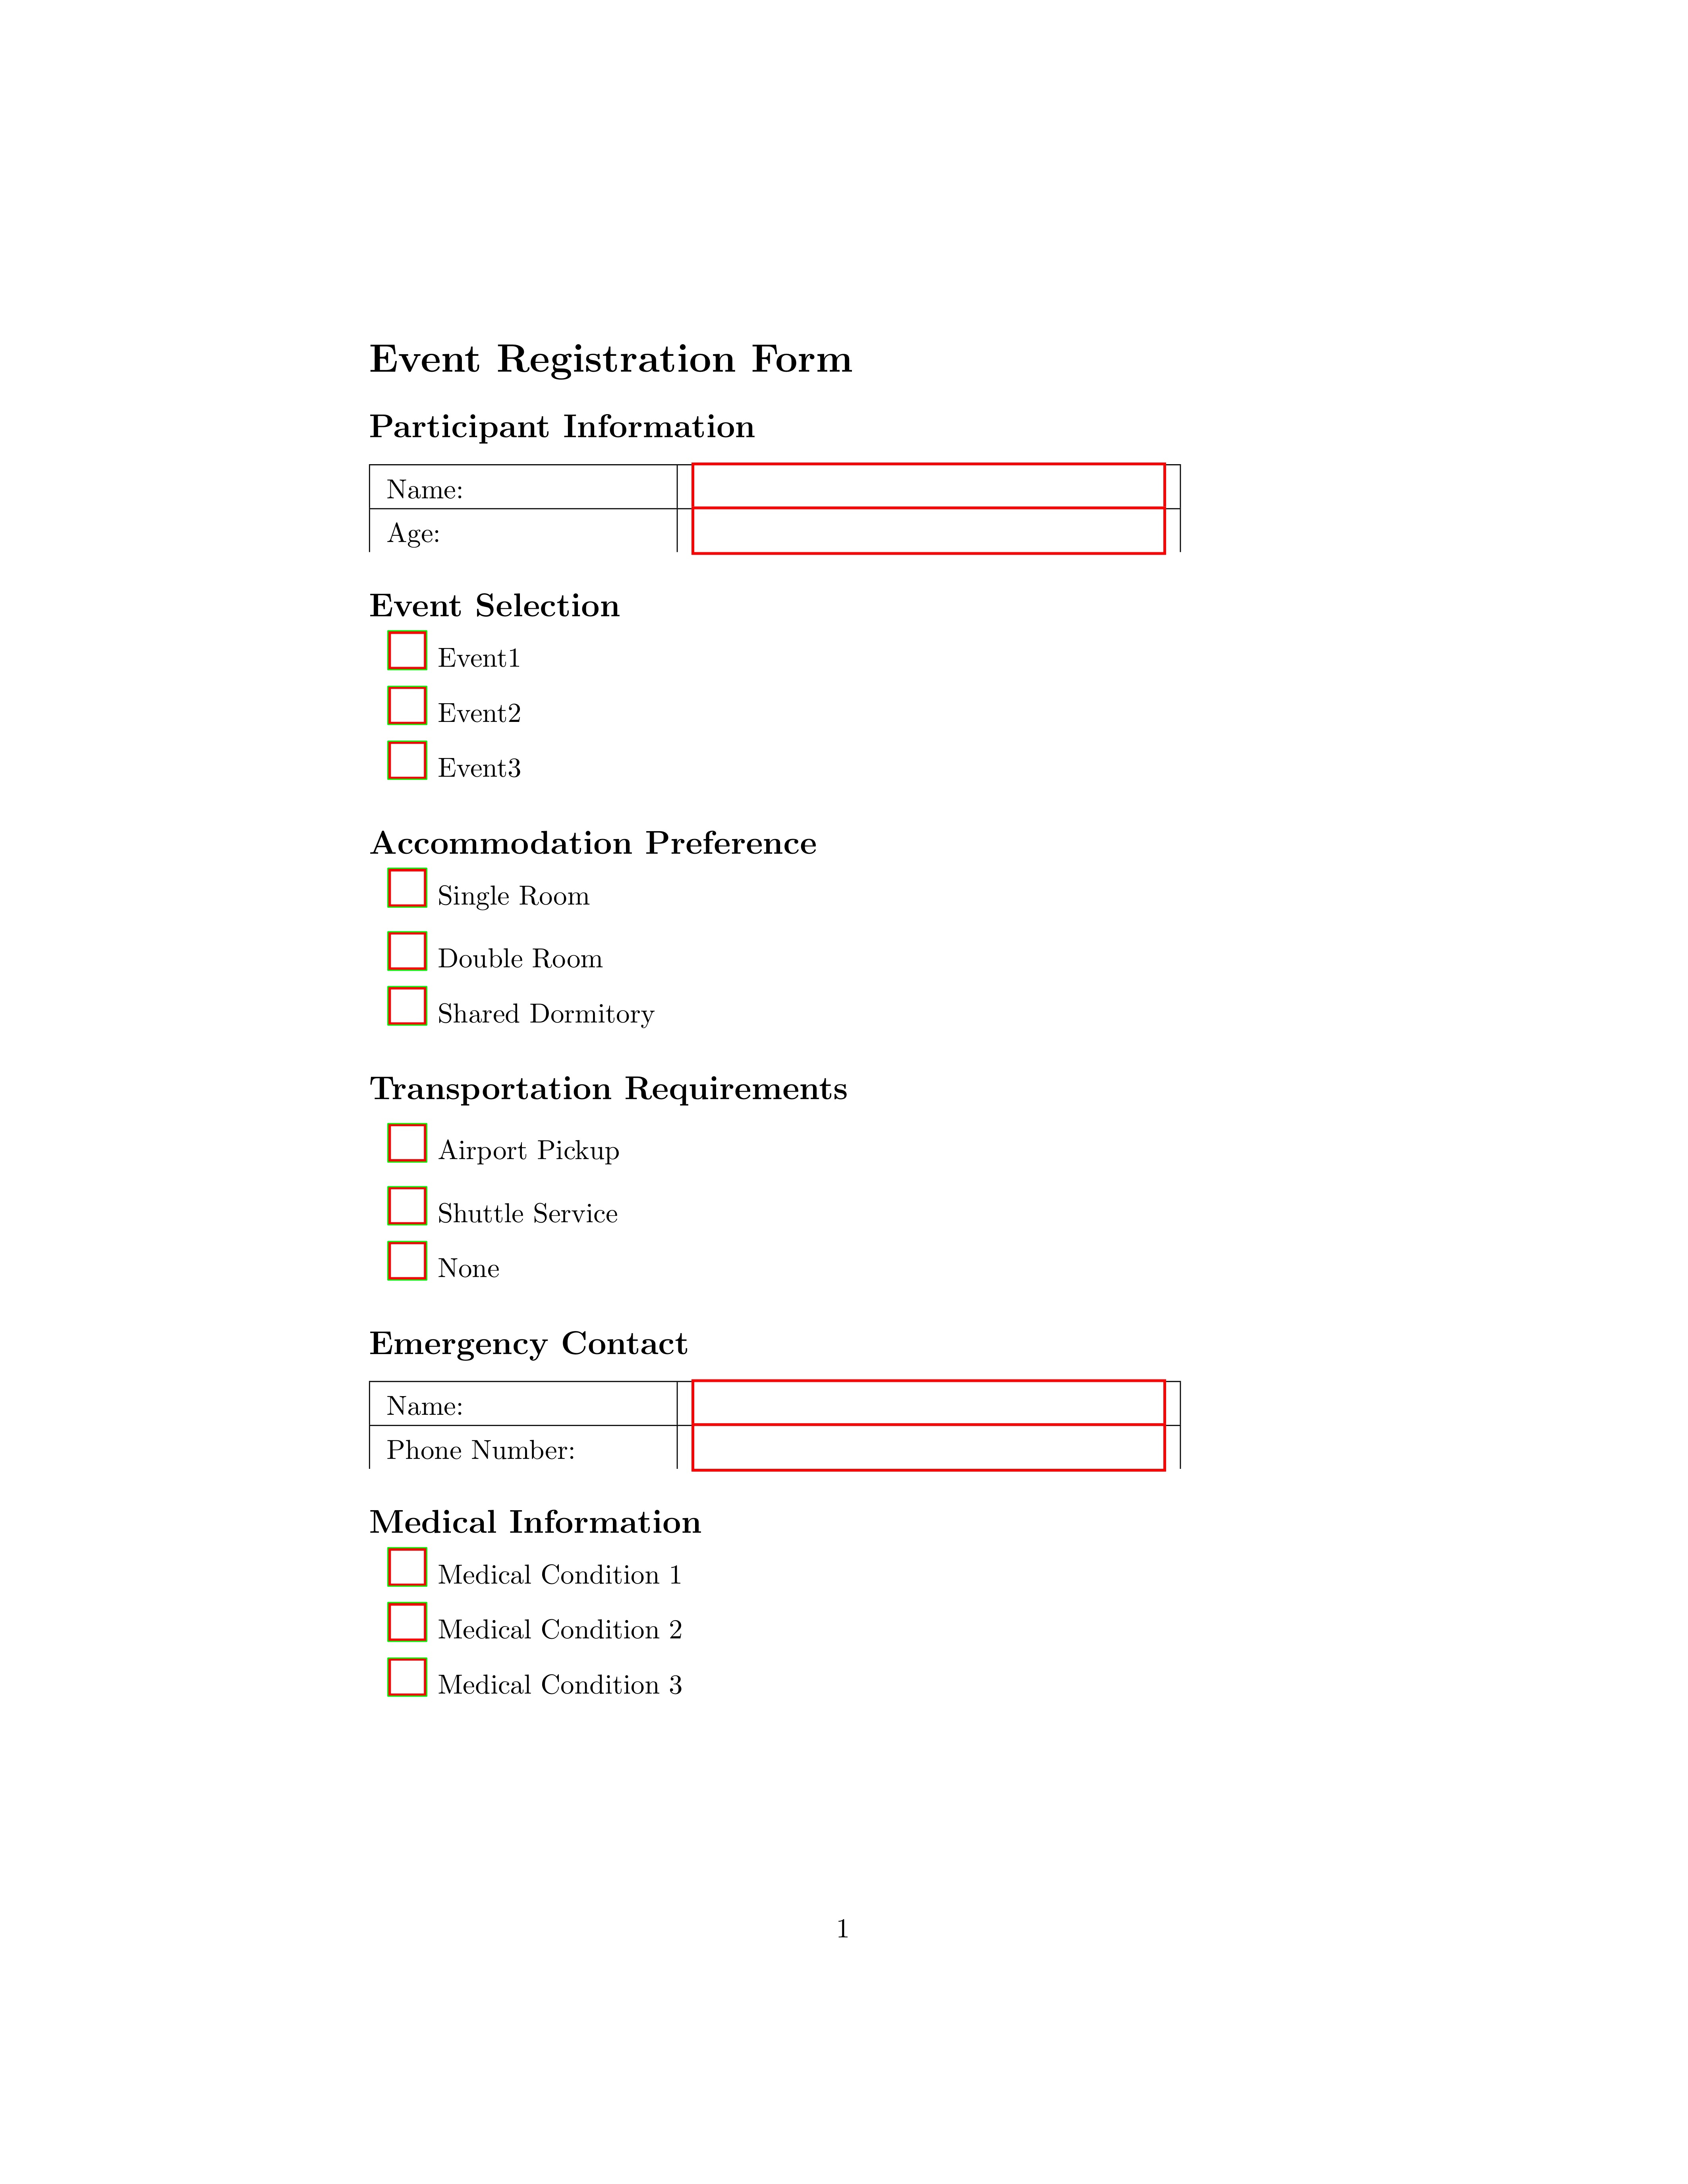 Event Registration Form
Participant Information
Name:
Age:
Event Selection
Event1
Event2
Event3
Accommodation Preference
Single Room
Double Room
Shared Dormitory
Transportation Requirements
Airport Pickup
Shuttle Service
None
Emergency Contact
Name:
Phone Number:
Medical Information
Medical Condition 1
Medical Condition 2
Medical Condition 3
1